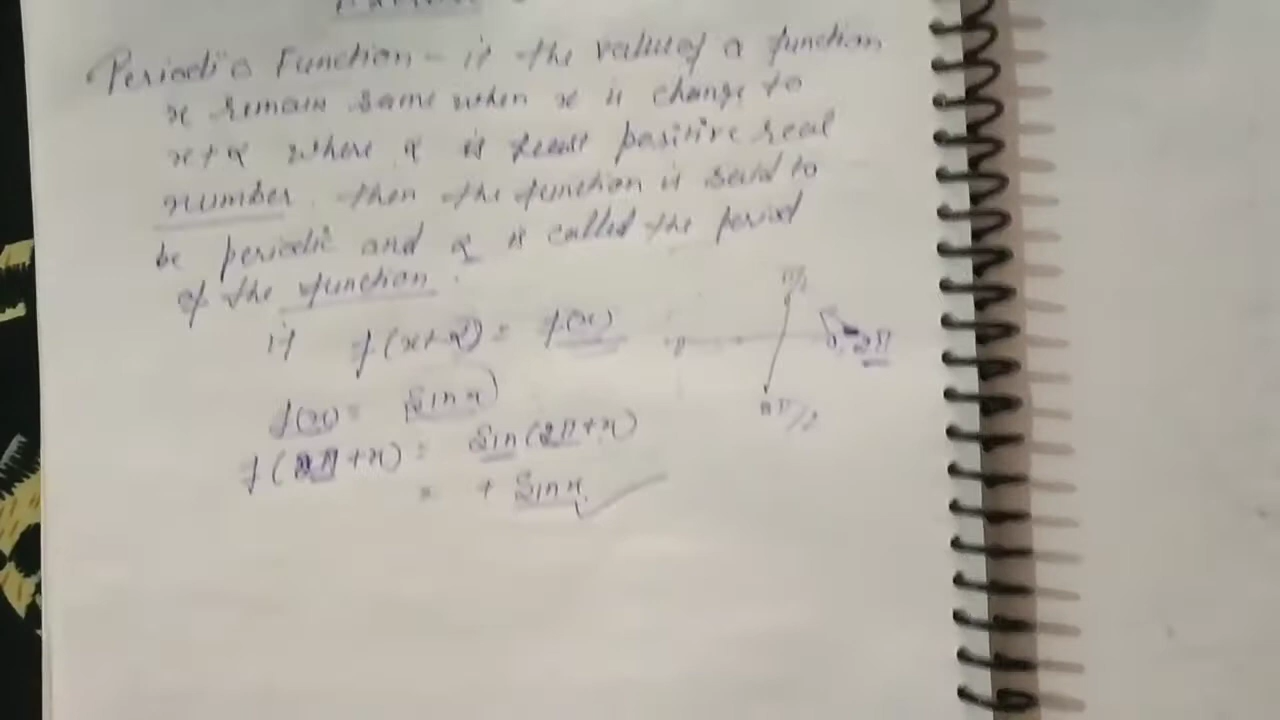 Periodic Function - if the value of a function
x remain same when x is change to
x+α where α is least positive real
number. then the function is said to
be periodic and α is called the period
of the function.
if f(x+α) = f(x)
π/2
2π
f(x) = Sin x
f(2π+x) = Sin(2π+x)
= + Sin x